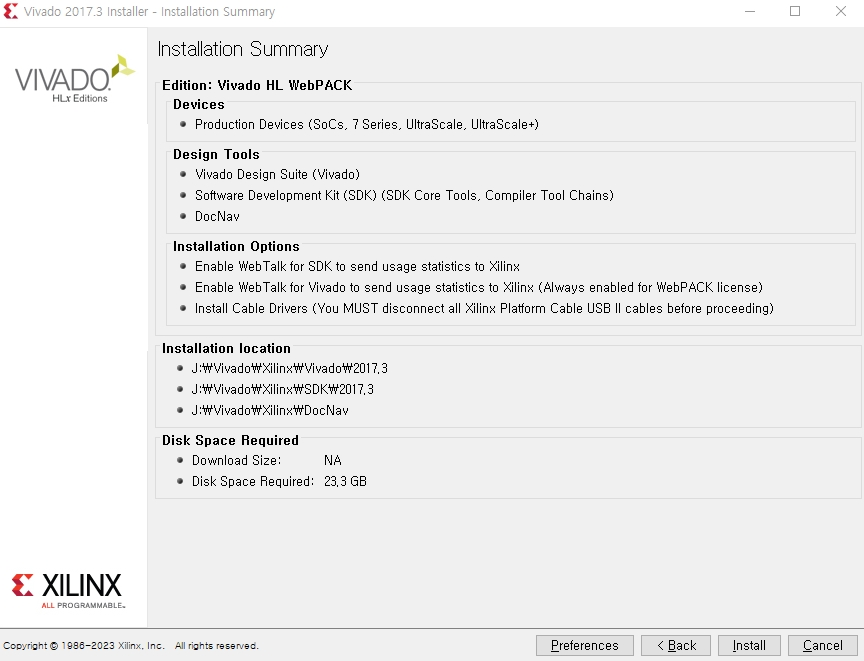 Vivado 2017.3 Installer - Installation Summary
VIVADO.
HLx Editions
Installation Summary
Edition: Vivado HL WebPACK
Devices
Production Devices (SoCs, 7 Series, UltraScale, UltraScale+)
Design Tools
Vivado Design Suite (Vivado)
Software Development Kit (SDK) (SDK Core Tools, Compiler Tool Chains)
DocNav
Installation Options
Enable WebTalk for SDK to send usage statistics to Xilinx
Enable WebTalk for Vivado to send usage statistics to Xilinx (Always enabled for WebPACK license)
Install Cable Drivers (You MUST disconnect all Xilinx Platform Cable USB II cables before proceeding)
Installation location
J:₩Vivado₩Xilinx₩Vivado₩2017.3
J:₩Vivado₩Xilinx₩SDK₩2017.3
J:₩Vivado₩Xilinx₩DocNav
Disk Space Required
Download Size: NA
Disk Space Required: 23.3 GB
XILINX
ALL PROGRAMMABLE™
Copyright © 1986-2023 Xilinx, Inc. All rights reserved.
Preferences < Back Install Cancel